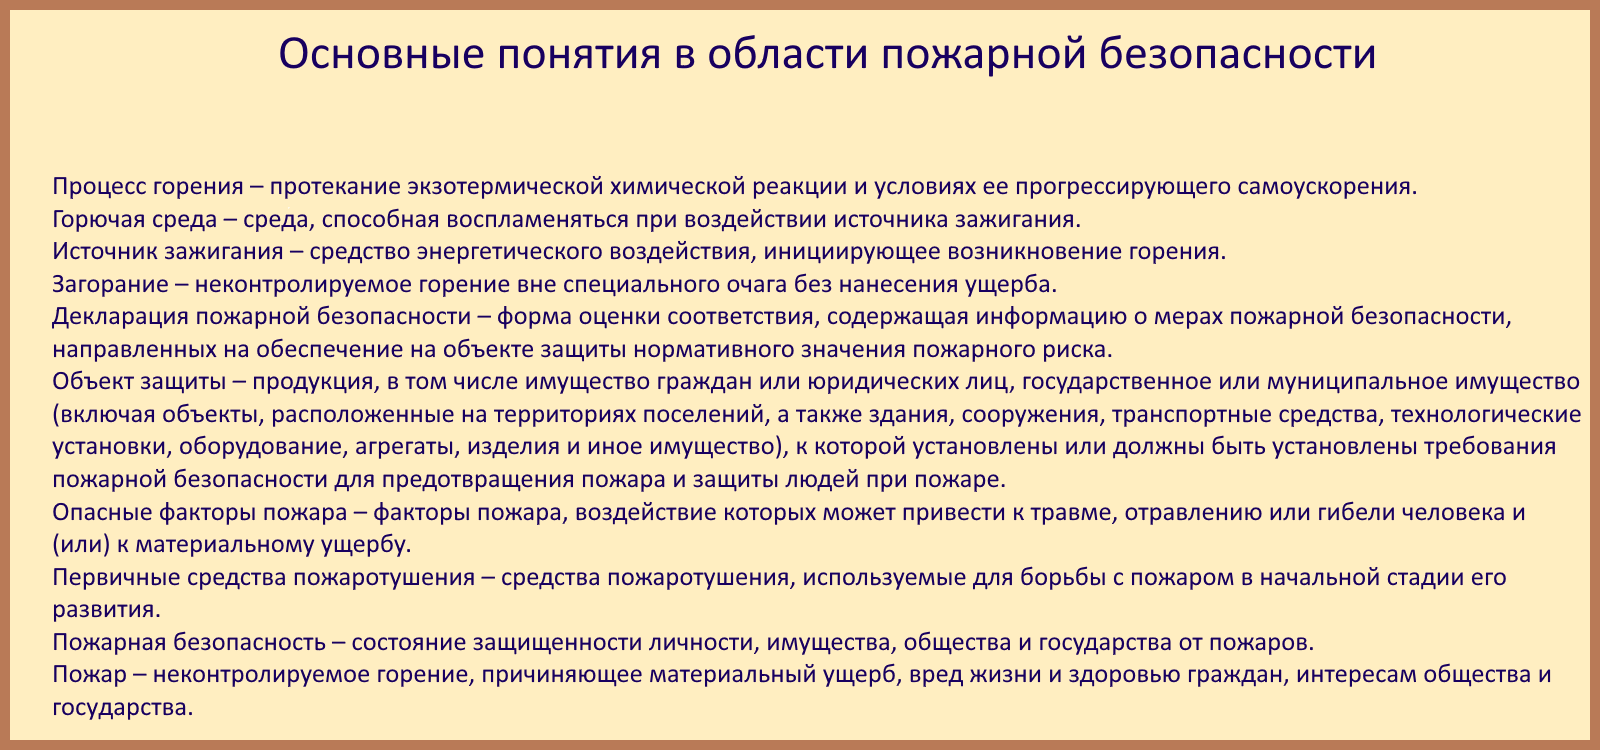 Основные понятия в области пожарной безопасности
Процесс горения – протекание экзотермической химической реакции и условиях ее прогрессирующего самоускорения.
Горючая среда – среда, способная воспламеняться при воздействии источника зажигания.
Источник зажигания – средство энергетического воздействия, инициирующее возникновение горения.
Загорание – неконтролируемое горение вне специального очага без нанесения ущерба.
Декларация пожарной безопасности – форма оценки соответствия, содержащая информацию о мерах пожарной безопасности,
направленных на обеспечение на объекте защиты нормативного значения пожарного риска.
Объект защиты – продукция, в том числе имущество граждан или юридических лиц, государственное или муниципальное имущество
(включая объекты, расположенные на территориях поселений, а также здания, сооружения, транспортные средства, технологические
установки, оборудование, агрегаты, изделия и иное имущество), к которой установлены или должны быть установлены требования
пожарной безопасности для предотвращения пожара и защиты людей при пожаре.
Опасные факторы пожара – факторы пожара, воздействие которых может привести к травме, отравлению или гибели человека и
(или) к материальному ущербу.
Первичные средства пожаротушения – средства пожаротушения, используемые для борьбы с пожаром в начальной стадии его
развития.
Пожарная безопасность – состояние защищенности личности, имущества, общества и государства от пожаров.
Пожар – неконтролируемое горение, причиняющее материальный ущерб, вред жизни и здоровью граждан, интересам общества и
государства.